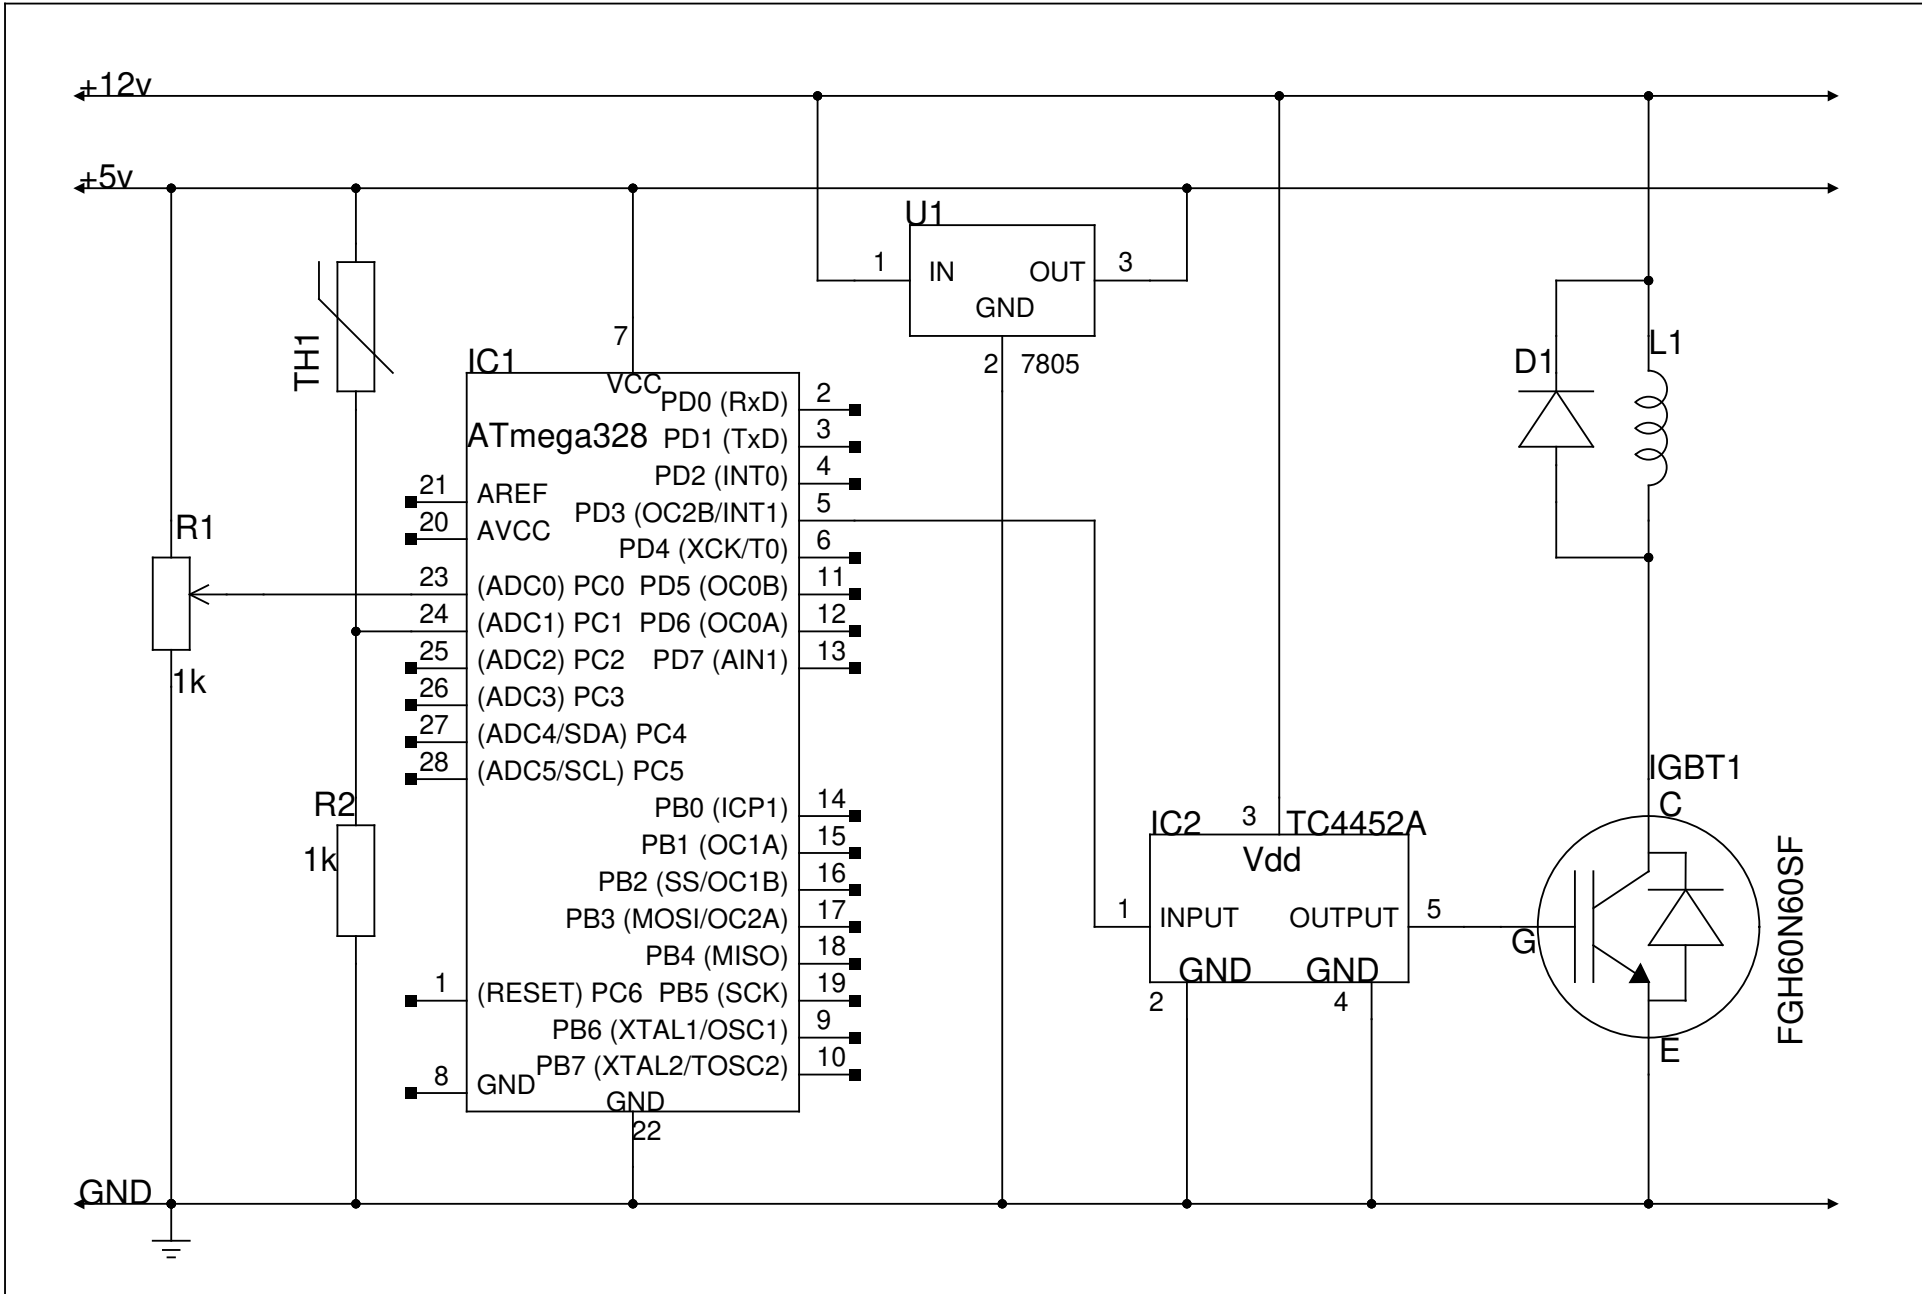 +12v
+5v
U1
1 IN OUT 3
GND
2 7805
TH1
7
IC1
VCC
ATmega328
PD0 (RxD) 2
PD1 (TxD) 3
PD2 (INT0) 4
21 AREF
PD3 (OC2B/INT1) 5
20 AVCC
PD4 (XCK/T0) 6
23 (ADC0) PC0 PD5 (OC0B) 11
24 (ADC1) PC1 PD6 (OC0A) 12
25 (ADC2) PC2 PD7 (AIN1) 13
26 (ADC3) PC3
27 (ADC4/SDA) PC4
28 (ADC5/SCL) PC5
PB0 (ICP1) 14
PB1 (OC1A) 15
PB2 (SS/OC1B) 16
PB3 (MOSI/OC2A) 17
PB4 (MISO) 18
1 (RESET) PC6 PB5 (SCK) 19
PB6 (XTAL1/OSC1) 9
PB7 (XTAL2/TOSC2) 10
8 GND
GND
22
R1
1k
R2
1k
D1
L1
IC2 3 TC4452A
Vdd
1 INPUT OUTPUT 5
GND GND
2 4
IGBT1
C
G
E
FGH60N60SF
GND